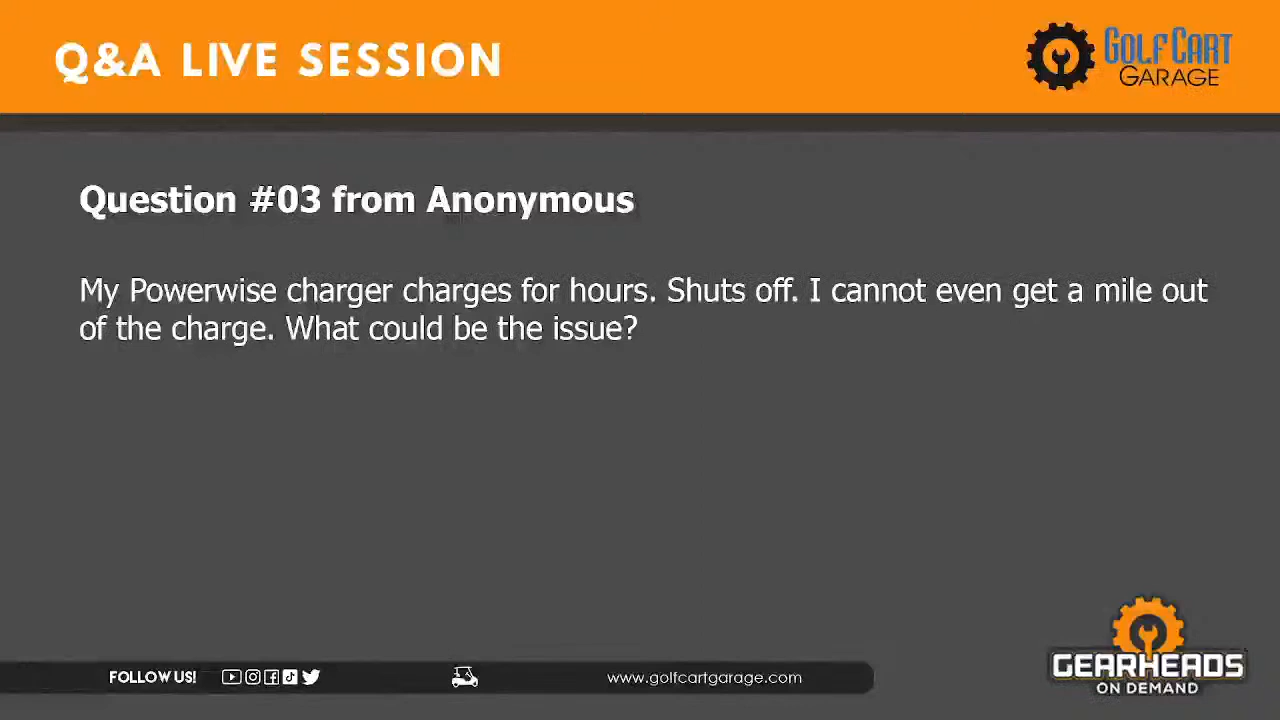 Q&A LIVE SESSION
GOLF CART
GARAGE
Question #03 from Anonymous
My Powerwise charger charges for hours. Shuts off. I cannot even get a mile out
of the charge. What could be the issue?
FOLLOW US!
www.golfcartgarage.com
GEARHEADS
ON DEMAND